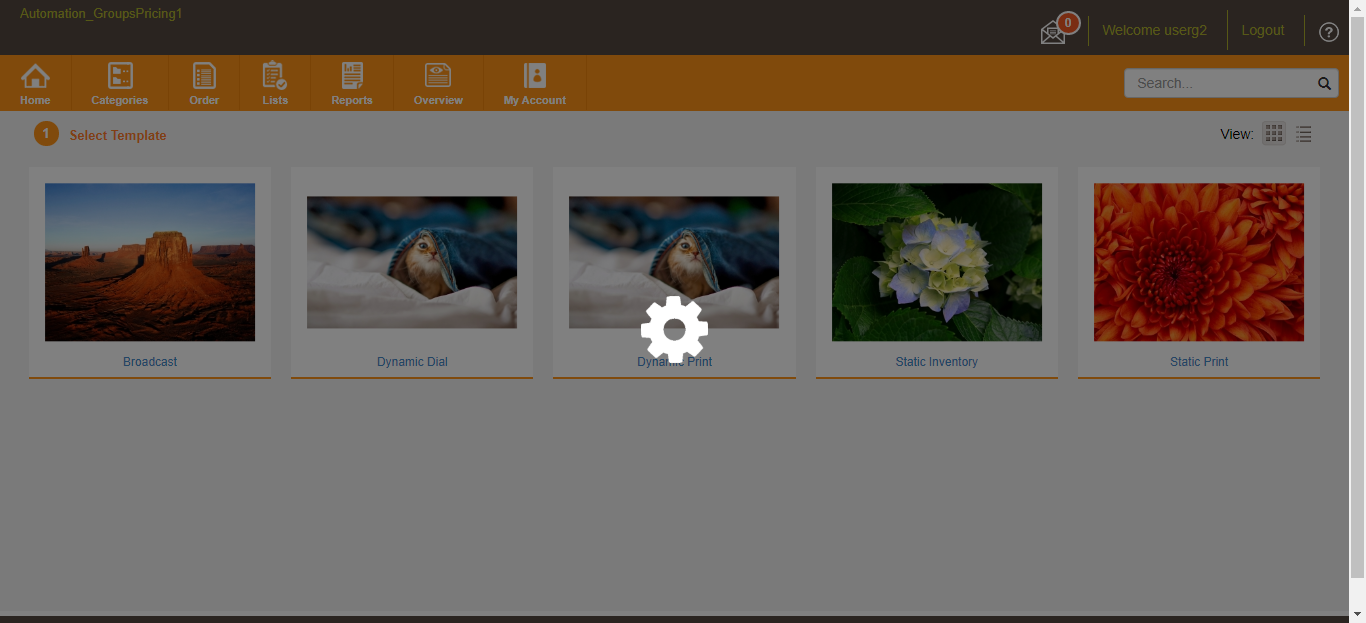 Automation_GroupsPricing1
0
Welcome userg2
Logout
?
Home
Categories
Order
Lists
Reports
Overview
My Account
Search...
1
Select Template
View:
Broadcast
Dynamic Dial
Dynamic Print
Static Inventory
Static Print